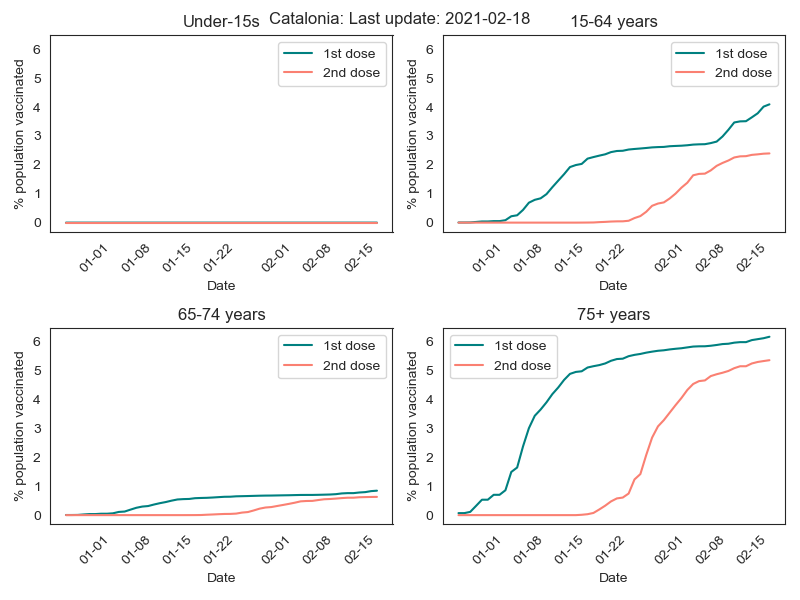 Catalonia: Last update: 2021-02-18
Under-15s
% population vaccinated
6
5
4
3
2
1
0
1st dose
2nd dose
01-01
01-08
01-15
01-22
02-01
02-08
02-15
Date
15-64 years
% population vaccinated
6
5
4
3
2
1
0
1st dose
2nd dose
01-01
01-08
01-15
01-22
02-01
02-08
02-15
Date
65-74 years
% population vaccinated
6
5
4
3
2
1
0
1st dose
2nd dose
01-01
01-08
01-15
01-22
02-01
02-08
02-15
Date
75+ years
% population vaccinated
6
5
4
3
2
1
0
1st dose
2nd dose
01-01
01-08
01-15
01-22
02-01
02-08
02-15
Date